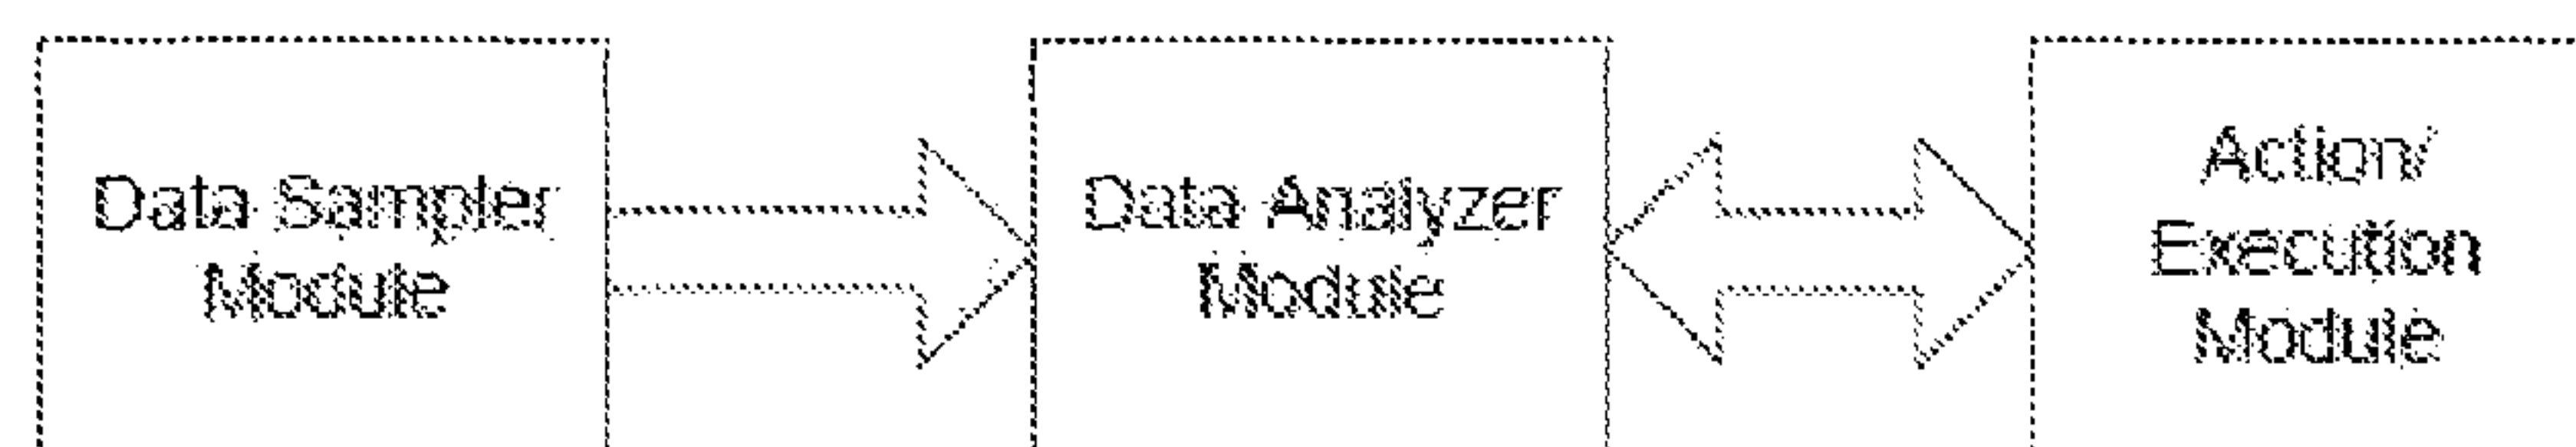 Data Sampler
Module
Data Analyzer
Module
Action/
Execution
Module